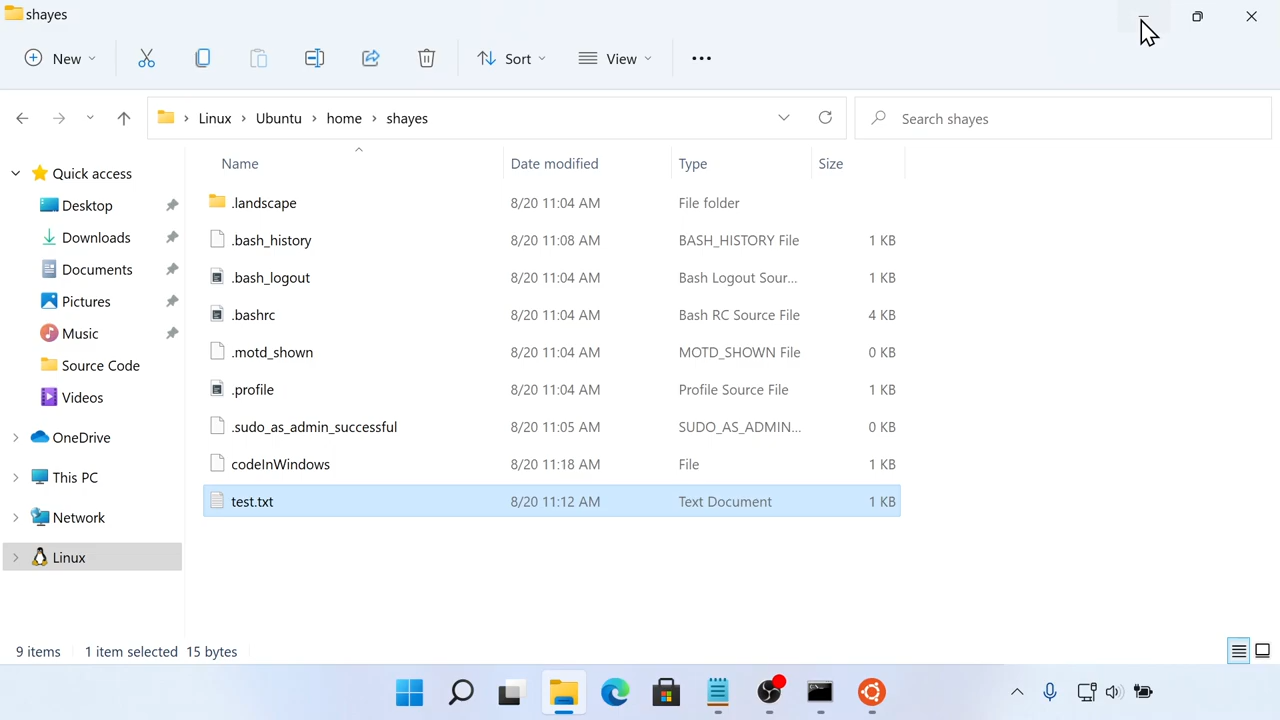 shayes
New
Sort
View
Linux > Ubuntu > home > shayes
Search shayes
Name Date modified Type Size
Quick access
Desktop
Downloads
Documents
Pictures
Music
Source Code
Videos
OneDrive
This PC
Network
Linux
.landscape 8/20 11:04 AM File folder
.bash_history 8/20 11:08 AM BASH_HISTORY File 1 KB
.bash_logout 8/20 11:04 AM Bash Logout Sour... 1 KB
.bashrc 8/20 11:04 AM Bash RC Source File 4 KB
.motd_shown 8/20 11:04 AM MOTD_SHOWN File 0 KB
.profile 8/20 11:04 AM Profile Source File 1 KB
.sudo_as_admin_successful 8/20 11:05 AM SUDO_AS_ADMIN... 0 KB
codeInWindows 8/20 11:18 AM File 1 KB
test.txt 8/20 11:12 AM Text Document 1 KB
9 items 1 item selected 15 bytes